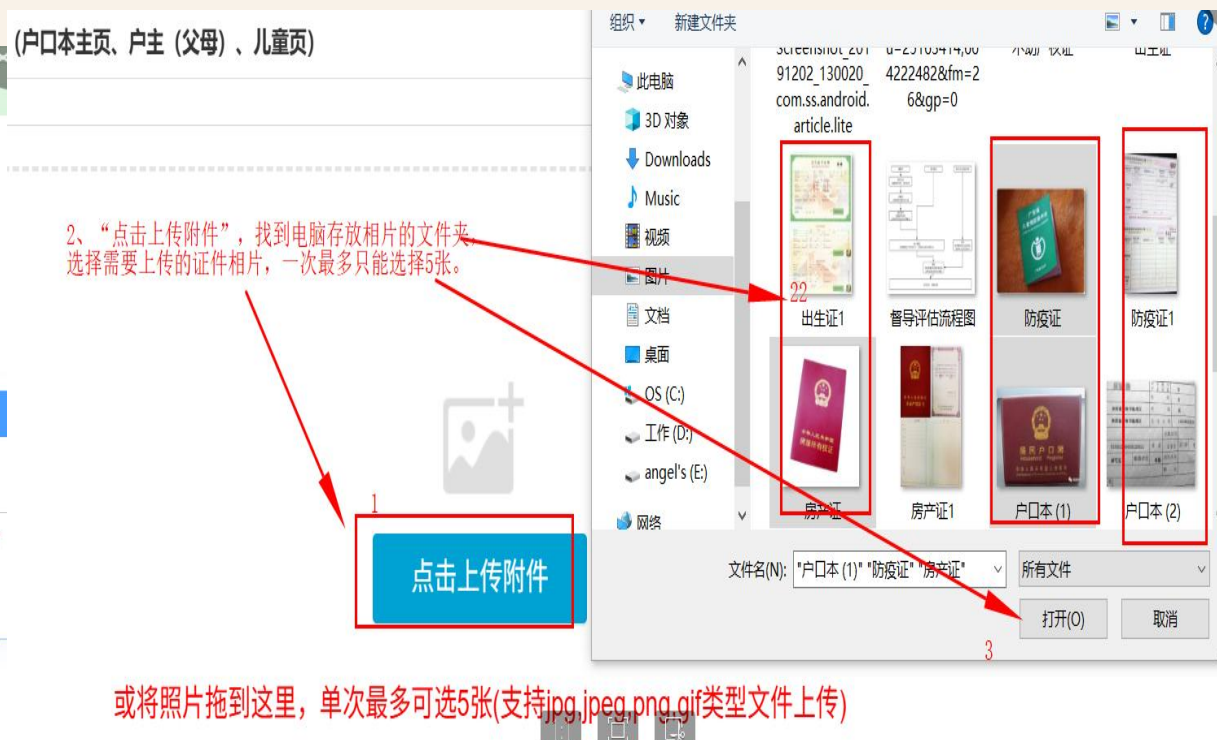 (户口本主页、户主 (父母) 、儿童页)
2、“点击上传附件”，找到电脑存放相片的文件夹，
选择需要上传的证件相片，一次最多只能选择5张。
1
点击上传附件
或将照片拖到这里，单次最多可选5张(支持jpg,jpeg,png,gif类型文件上传)
组织
新建文件夹
此电脑
3D 对象
Downloads
Music
视频
图片
文档
桌面
OS (C:)
工作 (D:)
angel's (E:)
网络
91202_130020_
com.ss.android.
article.lite
4222482&fm=2
6&gp=0
出生证
22
出生证1
督导评估流程图
防疫证
防疫证1
房产证
房产证1
户口本 (1)
户口本 (2)
文件名(N):
"户口本 (1)" "防疫证" "房产证"
所有文件
打开(O)
取消
3